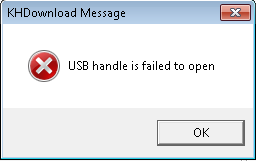 KHDownload Message
USB handle is failed to open
OK